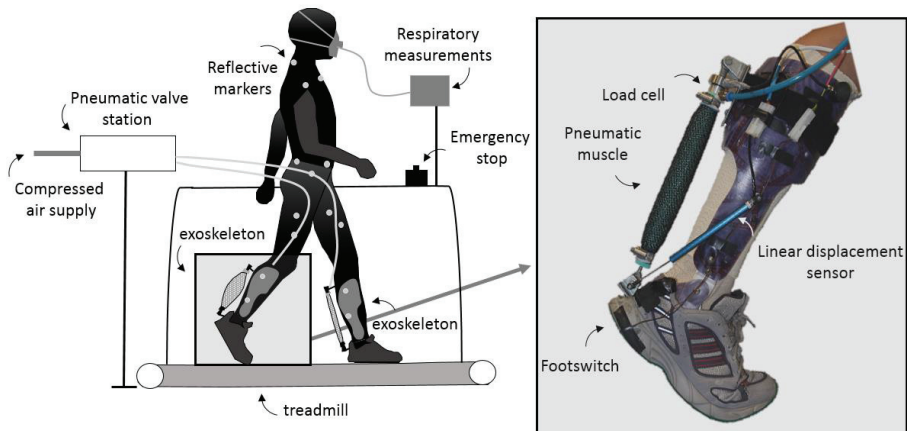 Reflective
markers
Respiratory
measurements
Pneumatic valve
station
Compressed
air supply
Emergency
stop
exoskeleton
exoskeleton
treadmill
Load cell
Pneumatic
muscle
Linear displacement
sensor
Footswitch